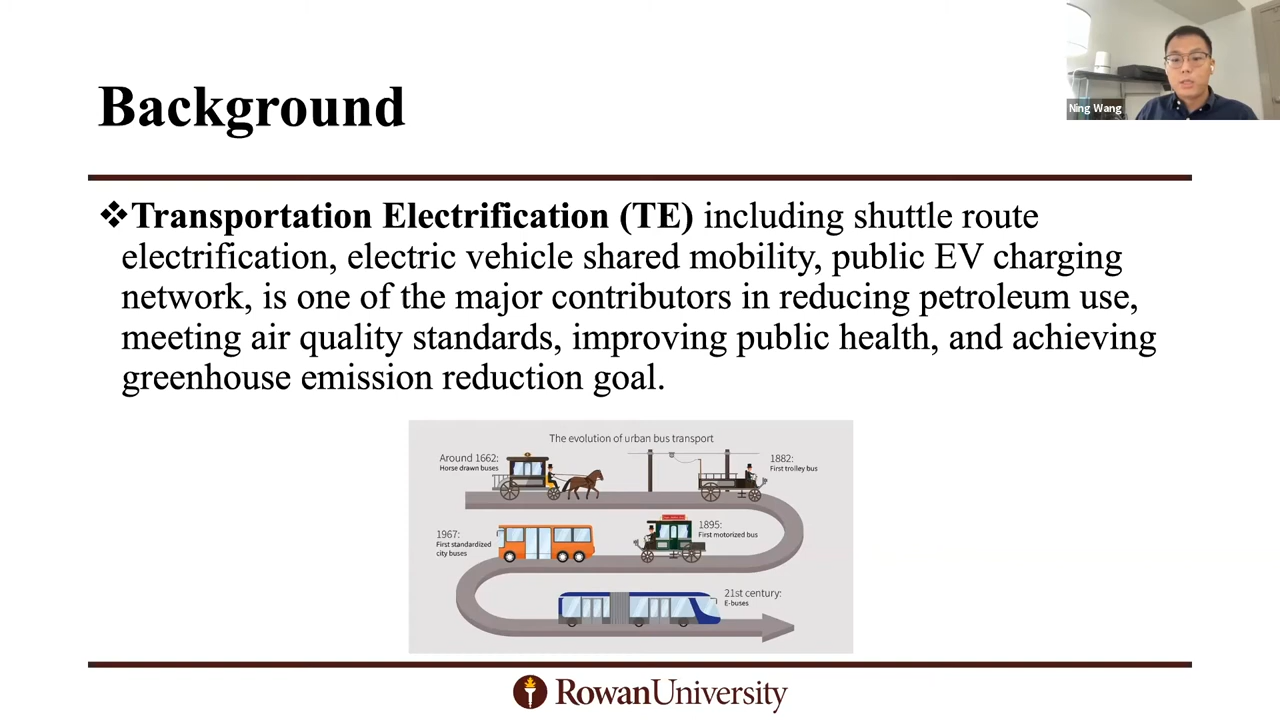 Background
Ning Wang
❖Transportation Electrification (TE) including shuttle route
electrification, electric vehicle shared mobility, public EV charging
network, is one of the major contributors in reducing petroleum use,
meeting air quality standards, improving public health, and achieving
greenhouse emission reduction goal.
The evolution of urban bus transport
Around 1662:
Horse drawn buses
1882:
First trolley bus
1967:
First standardized
city buses
1895:
First motorized bus
21st century:
E-buses
Rowan University